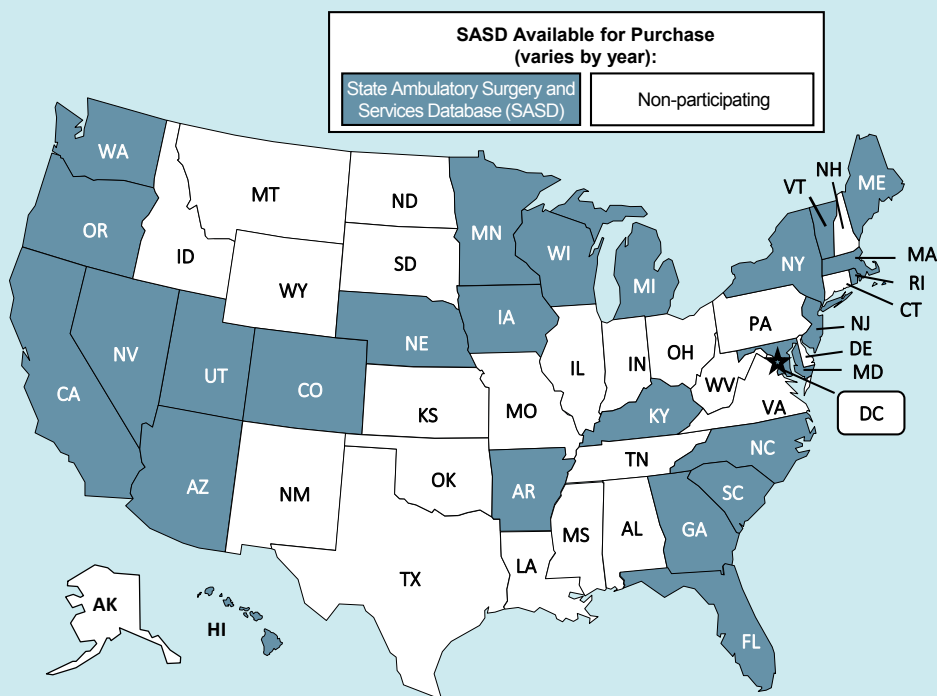 SASD Available for Purchase
(varies by year):
State Ambulatory Surgery and
Services Database (SASD)
Non-participating
WA
MT
ND
MN
VT
NH
ME
OR
ID
SD
WI
NY
MA
WY
MI
RI
CT
IA
PA
NJ
NV
NE
IL
IN
OH
DE
UT
MD
CA
CO
WV
KS
MO
KY
VA
DC
NC
TN
AZ
OK
AR
NM
SC
MS
AL
GA
LA
TX
AK
HI
FL